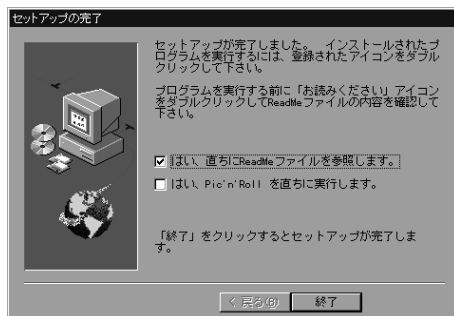 セットアップの完了
セットアップが完了しました。 インストールされたプ
ログラムを実行するには、登録されたアイコンをダブル
クリックして下さい。
プログラムを実行する前に「お読みください」アイコン
をダブルクリックしてReadMeファイルの内容を確認して
下さい。
はい、直ちにReadMeファイルを参照します。
はい、Pic'n'Roll を直ちに実行します。
「終了」をクリックするとセットアップが完了しま
す。
< 戻る(B)
終了